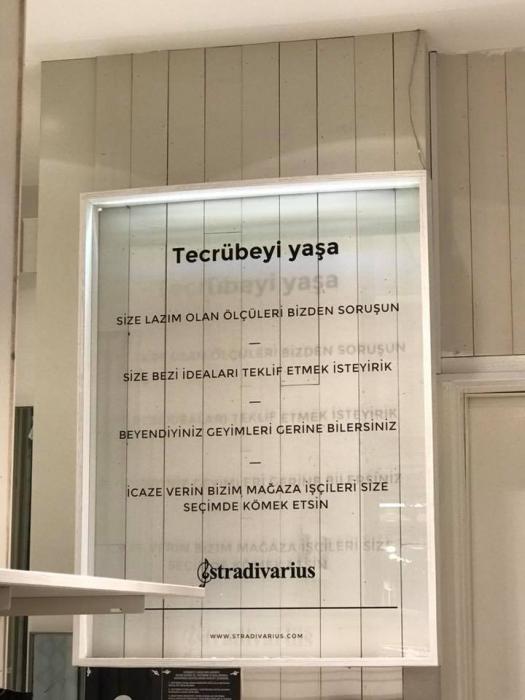 Tecrübeyi yaşa
SİZE LAZIM OLAN ÖLÇÜLERİ BİZDEN SORUŞUN
—
SİZE BEZİ İDEALARI TEKLİF ETMEK İSTEYİRİK
—
BEYENDİYİNİZ GEYİMLERİ GERİNE BİLERSİNİZ
—
İCAZE VERİN BİZİM MAĞAZA İŞÇİLERİ SİZE
SEÇİMDE KÖMEK ETSİN
stradivarius
WWW.STRADIVARIUS.COM